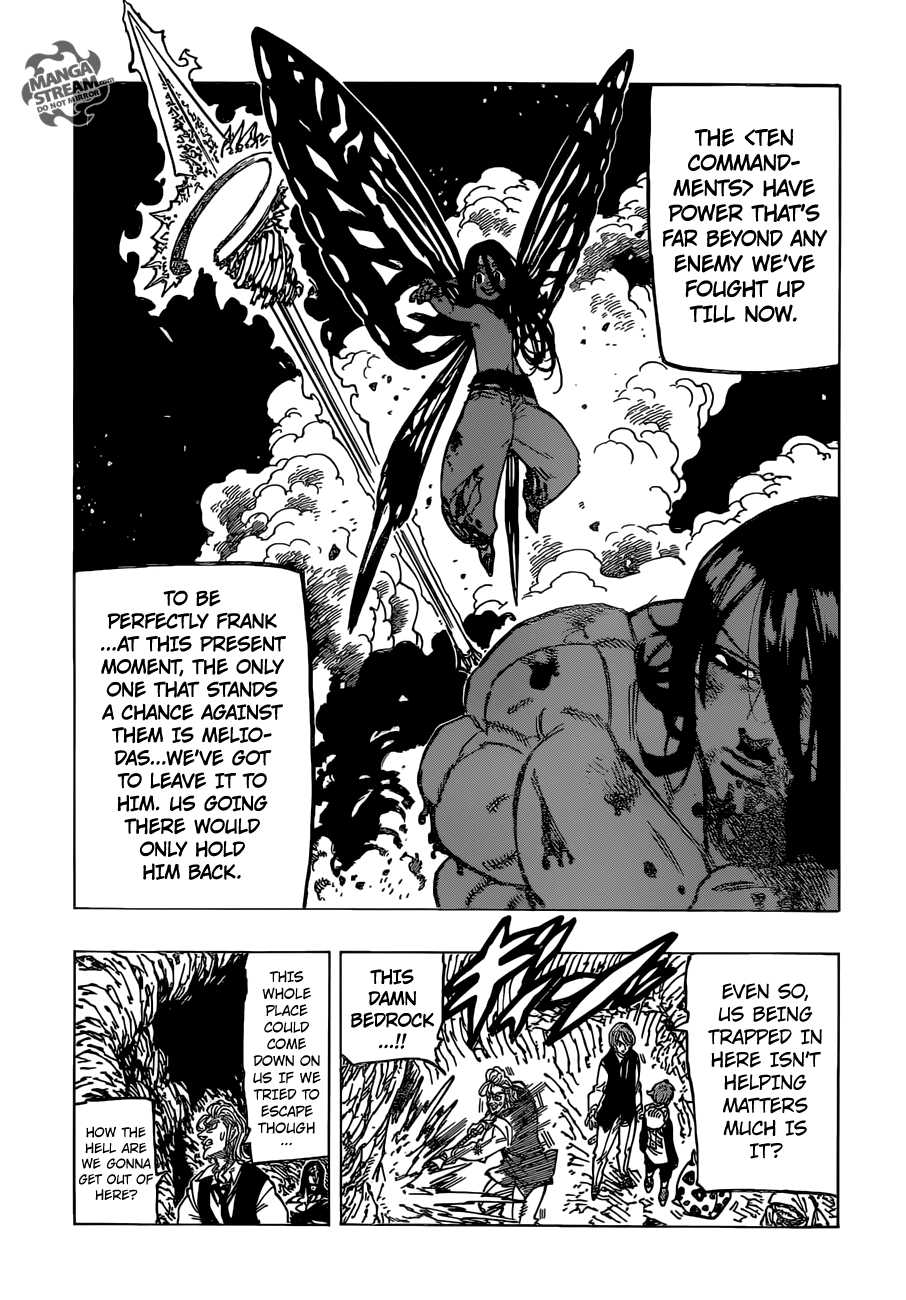 MANGA
STREAM.com
DO NOT MIRROR
THE <TEN
COMMAND-
MENTS> HAVE
POWER THAT'S
FAR BEYOND ANY
ENEMY WE'VE
FOUGHT UP
TILL NOW.
TO BE
PERFECTLY FRANK
...AT THIS PRESENT
MOMENT, THE ONLY
ONE THAT STANDS
A CHANCE AGAINST
THEM IS MELIO-
DAS...WE'VE GOT
TO LEAVE IT TO
HIM. US GOING
THERE WOULD
ONLY HOLD
HIM BACK.
EVEN SO,
US BEING
TRAPPED IN
HERE ISN'T
HELPING
MATTERS
MUCH IS
IT?
ギィン
THIS
DAMN
BEDROCK
...!!
THIS
WHOLE
PLACE
COULD
COME
DOWN ON
US IF WE
TRIED TO
ESCAPE
THOUGH
...
HOW THE
HELL ARE
WE GONNA
GET OUT OF
HERE?